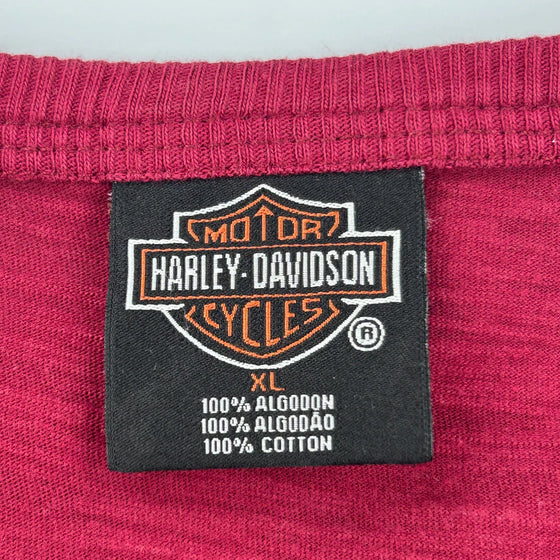 MOTOR
HARLEY-DAVIDSON
CYCLES
®
XL
100% ALGODON
100% ALGODÃO
100% COTTON